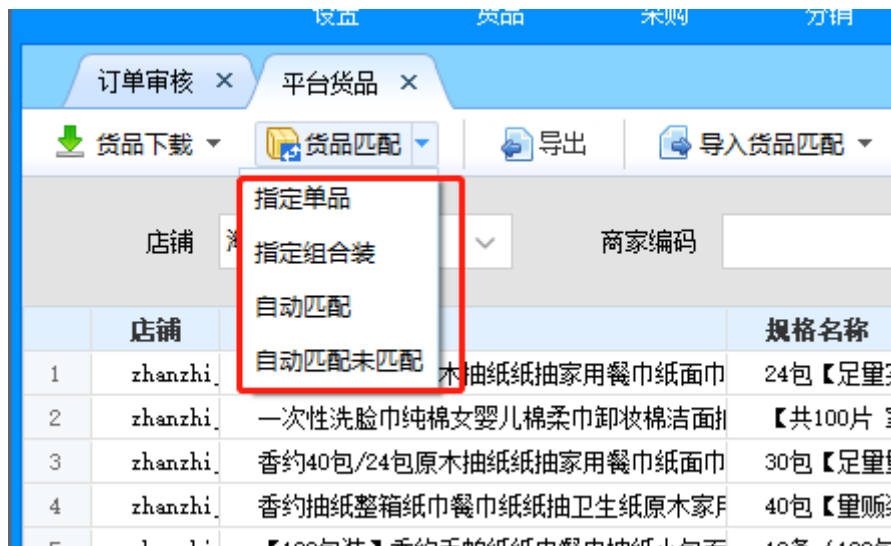 设置 货品 采购 分销
订单审核 × 平台货品 ×
货品下载 货品匹配 导出 导入货品匹配
指定单品
店铺 商家编码
指定组合装
自动匹配
自动匹配未匹配
店铺 规格名称
1 zhanzhi_ 木抽纸纸抽家用餐巾纸面巾 24包【足量
2 zhanzhi_ 一次性洗脸巾纯棉女婴儿棉柔巾卸妆棉洁面 【共100片
3 zhanzhi_ 香约40包/24包原木抽纸纸抽家用餐巾纸面巾 30包【足量
4 zhanzhi_ 香约抽纸整箱纸巾餐巾纸纸抽卫生纸原木家 40包【量贩